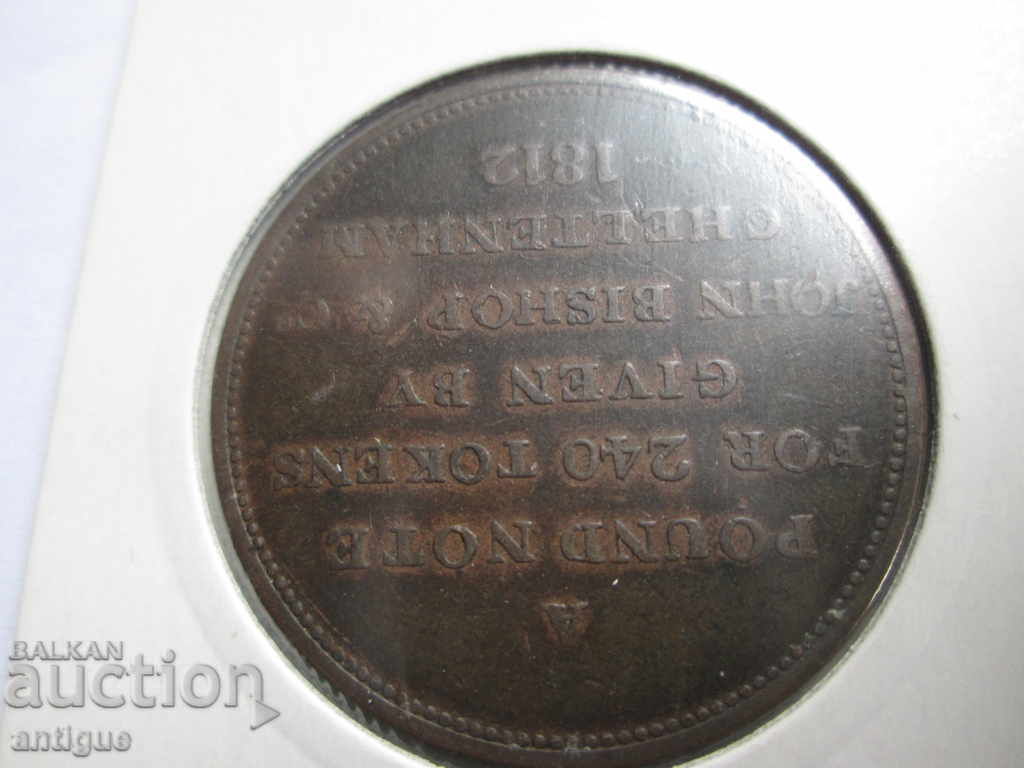 A
POUND NOTE
FOR 240 TOKENS
GIVEN BY
JOHN BISHOP & Co
CHELTENHAM
1812
BALKAN
auction
antique